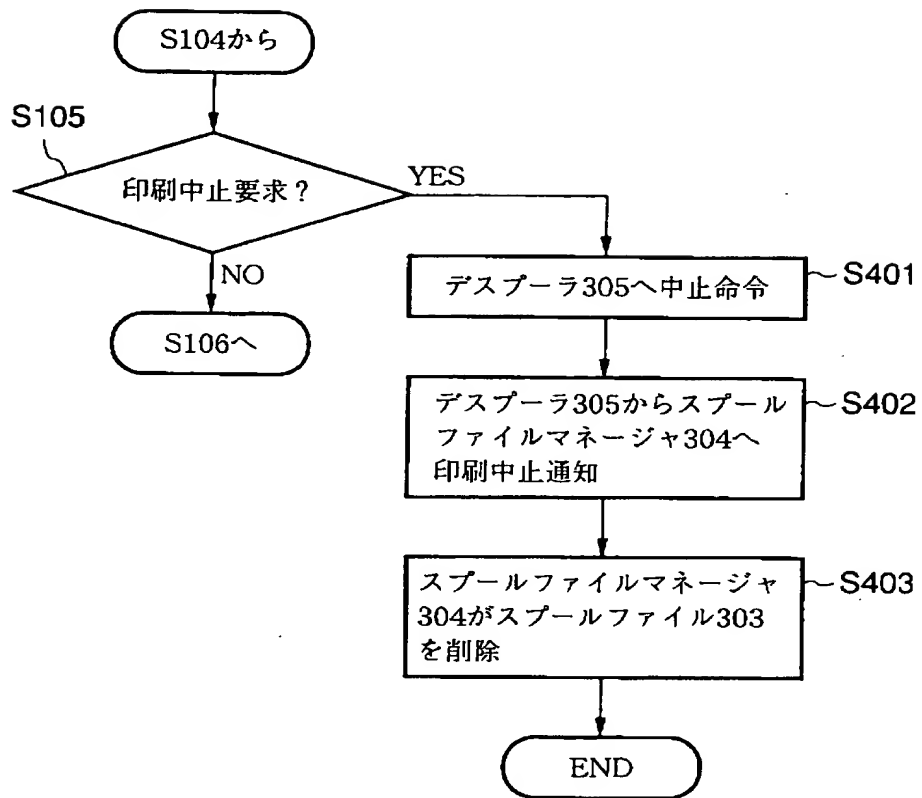 S104から
S105
印刷中止要求?
YES
NO
S106へ
デスプーラ305へ中止命令
S401
デスプーラ305からスプール
ファイルマネージャ304へ
印刷中止通知
S402
スプールファイルマネージャ
304がスプールファイル303
を削除
S403
END